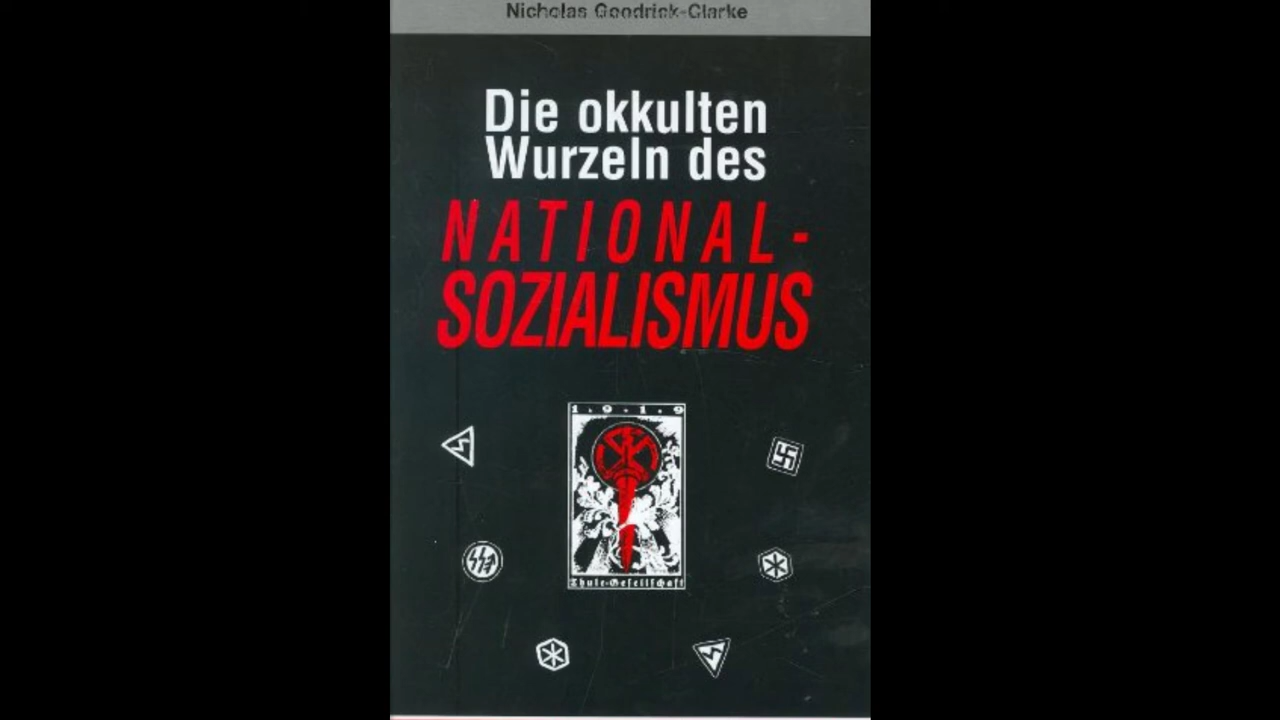 Nicholas Goodrick-Clarke
Die okkulten
Wurzeln des
NATIONAL-
SOZIALISMUS
1.9.1.9
Thule-Gesellschaft